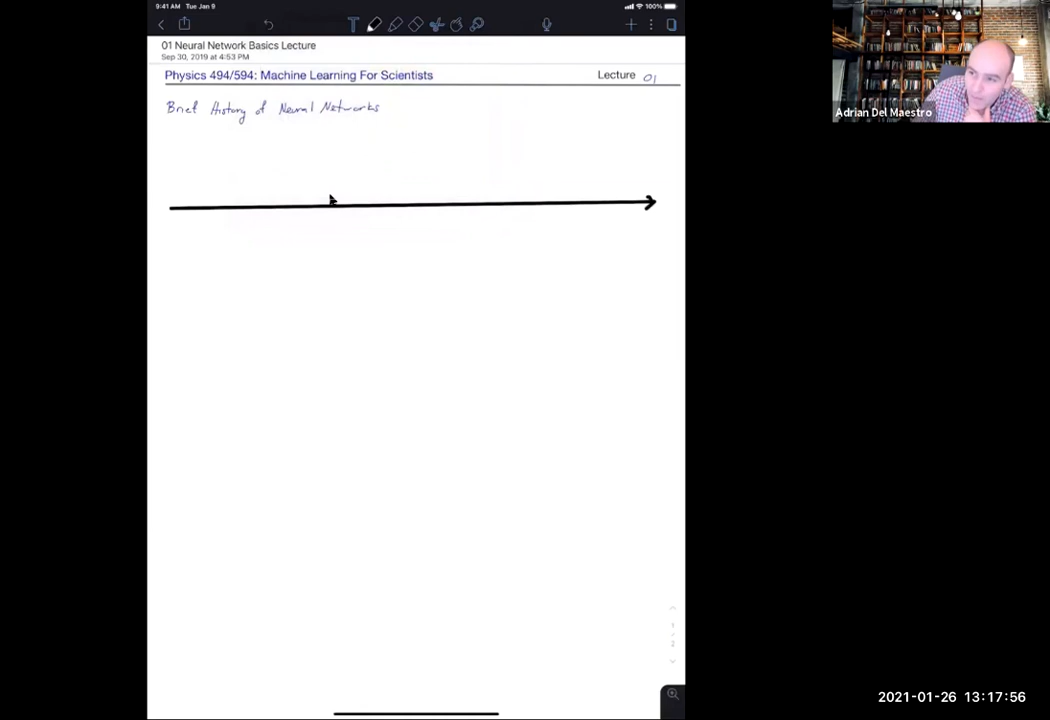 9:41 AM Tue Jan 9
100%
01 Neural Network Basics Lecture
Sep 30, 2019 at 4:53 PM
Physics 494/594: Machine Learning For Scientists
Lecture 01
Brief History of Neural Networks
Adrian Del Maestro
1
/
2
2021-01-26 13:17:56